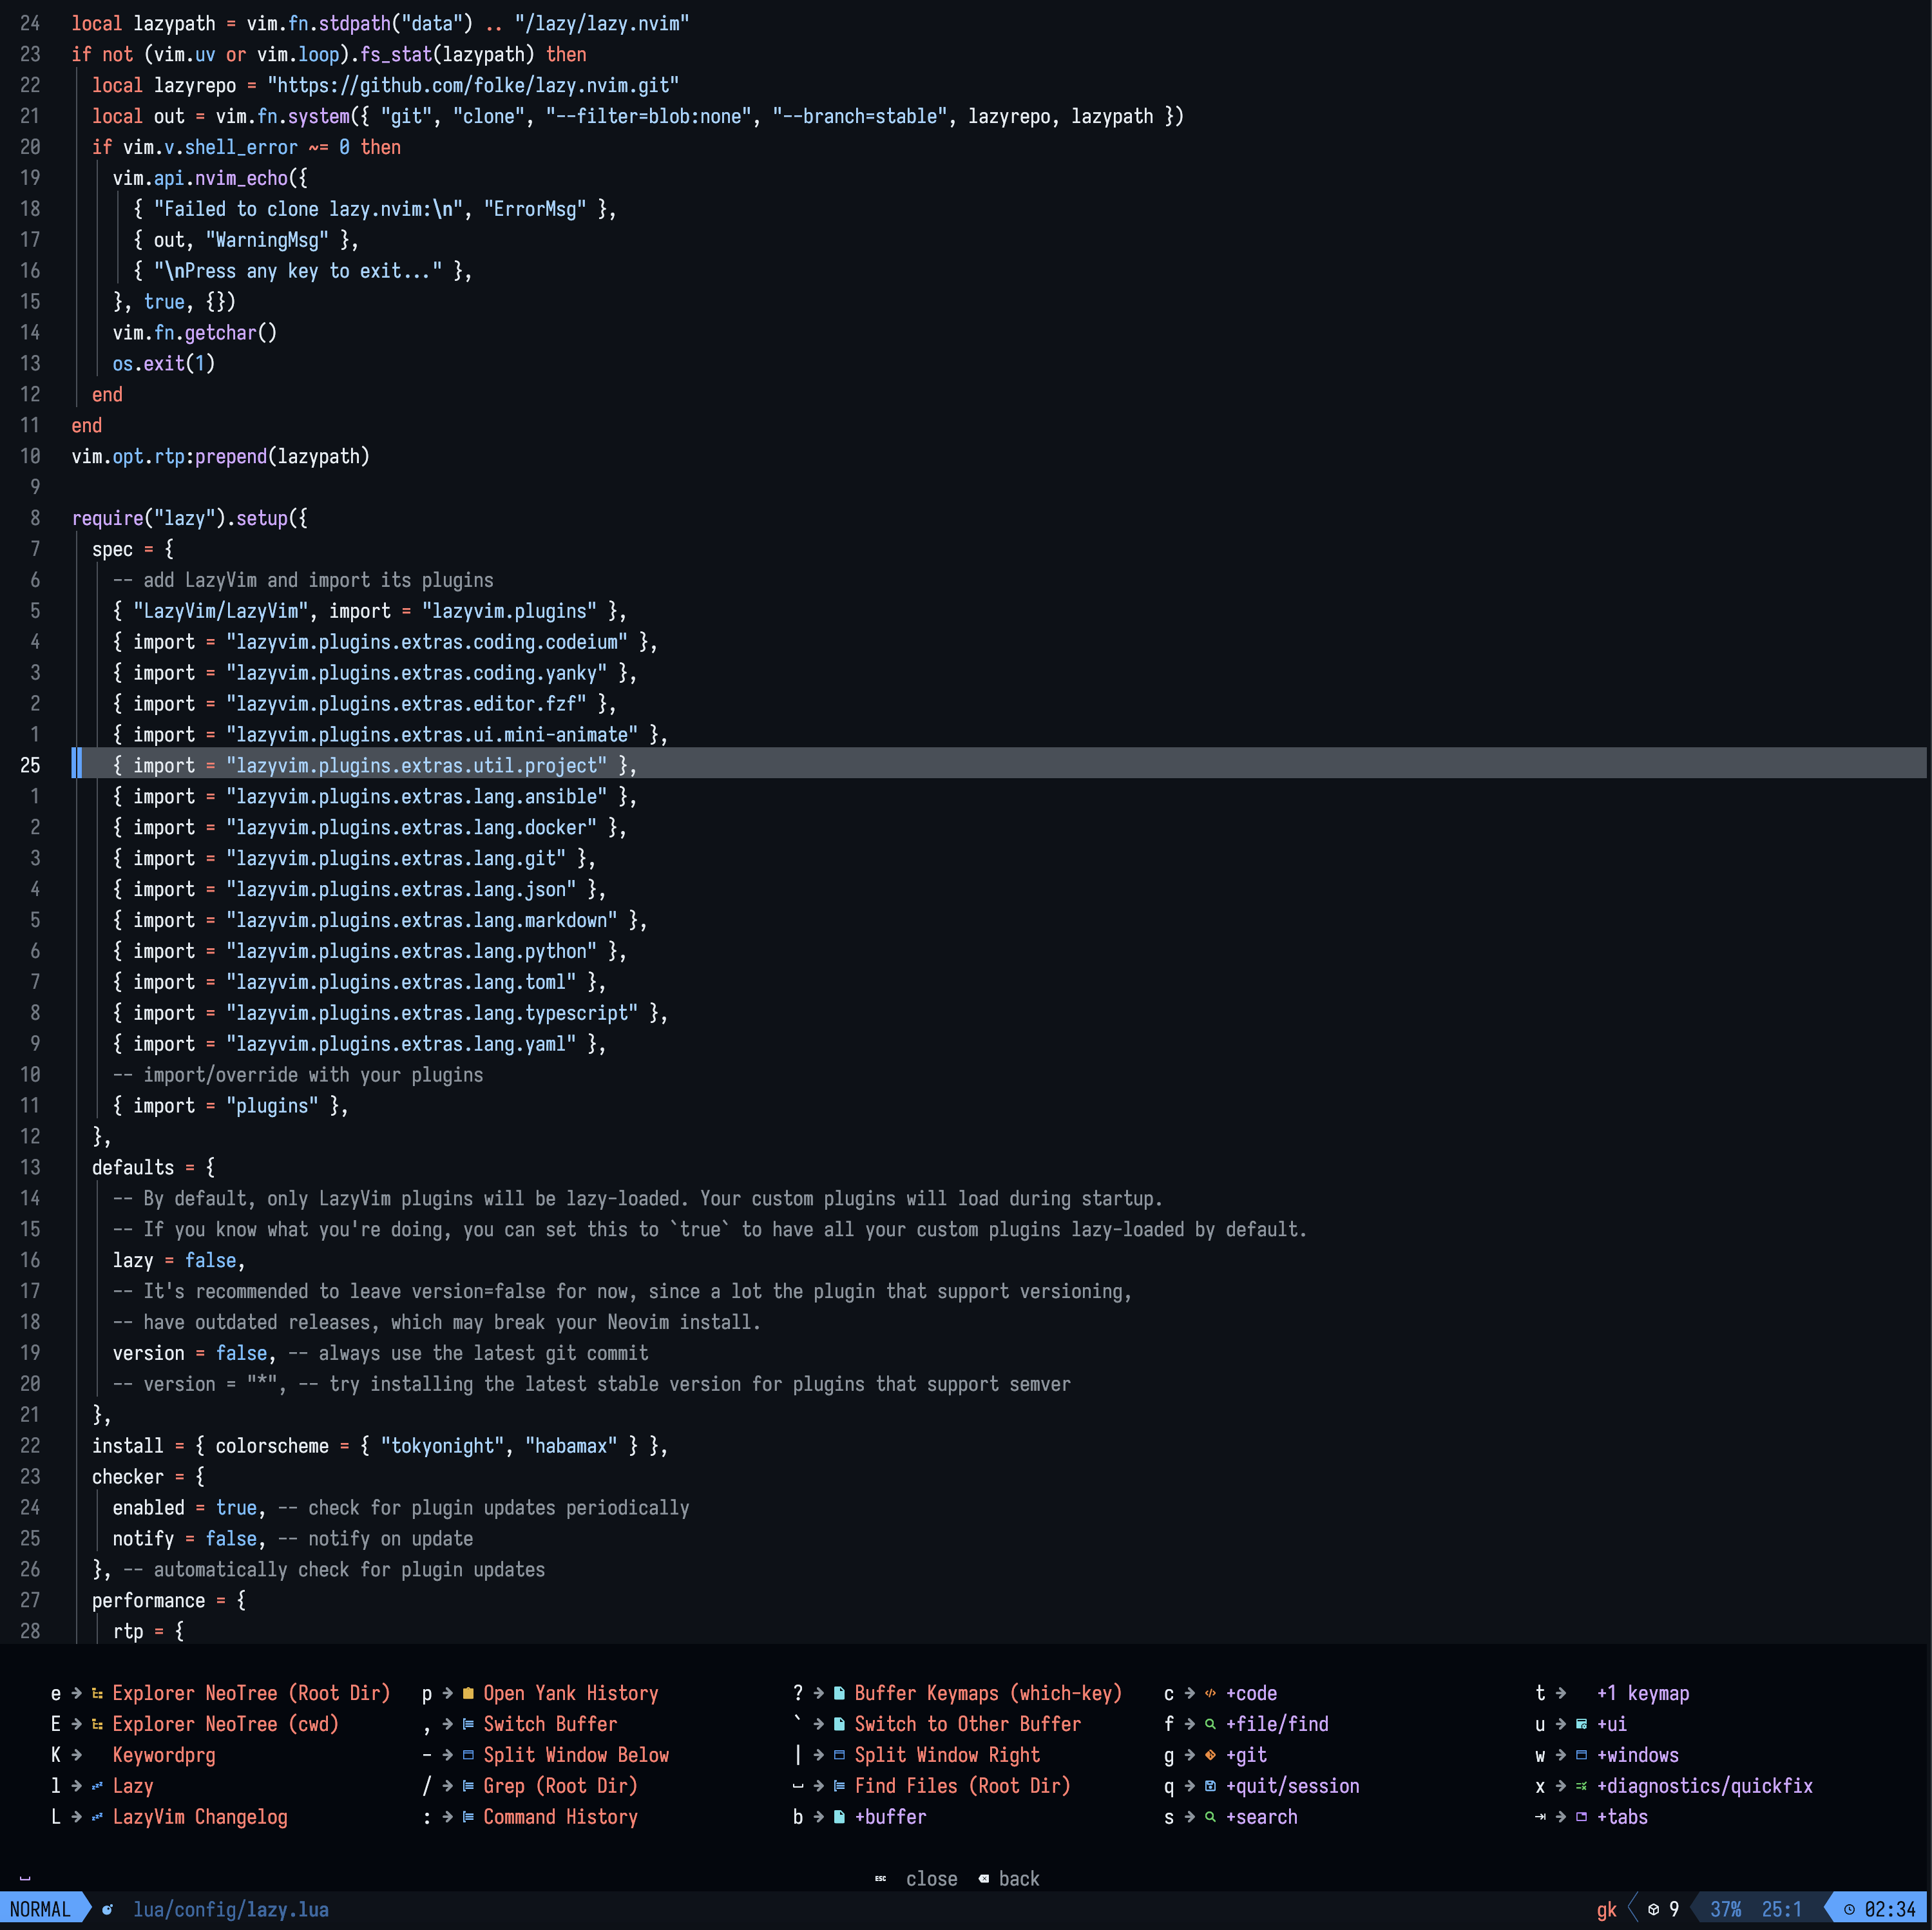 24 local lazypath = vim.fn.stdpath("data") .. "/lazy/lazy.nvim"
23 if not (vim.uv or vim.loop).fs_stat(lazypath) then
22   local lazyrepo = "https://github.com/folke/lazy.nvim.git"
21   local out = vim.fn.system({ "git", "clone", "--filter=blob:none", "--branch=stable", lazyrepo, lazypath })
20   if vim.v.shell_error ~= 0 then
19     vim.api.nvim_echo({
18       { "Failed to clone lazy.nvim:\n", "ErrorMsg" },
17       { out, "WarningMsg" },
16       { "\nPress any key to exit..." },
15     }, true, {})
14     vim.fn.getchar()
13     os.exit(1)
12   end
11 end
10 vim.opt.rtp:prepend(lazypath)
9
8 require("lazy").setup({
7   spec = {
6     -- add LazyVim and import its plugins
5     { "LazyVim/LazyVim", import = "lazyvim.plugins" },
4     { import = "lazyvim.plugins.extras.coding.codeium" },
3     { import = "lazyvim.plugins.extras.coding.yanky" },
2     { import = "lazyvim.plugins.extras.editor.fzf" },
1     { import = "lazyvim.plugins.extras.ui.mini-animate" },
25     { import = "lazyvim.plugins.extras.util.project" },
1     { import = "lazyvim.plugins.extras.lang.ansible" },
2     { import = "lazyvim.plugins.extras.lang.docker" },
3     { import = "lazyvim.plugins.extras.lang.git" },
4     { import = "lazyvim.plugins.extras.lang.json" },
5     { import = "lazyvim.plugins.extras.lang.markdown" },
6     { import = "lazyvim.plugins.extras.lang.python" },
7     { import = "lazyvim.plugins.extras.lang.toml" },
8     { import = "lazyvim.plugins.extras.lang.typescript" },
9     { import = "lazyvim.plugins.extras.lang.yaml" },
10     -- import/override with your plugins
11     { import = "plugins" },
12   },
13   defaults = {
14     -- By default, only LazyVim plugins will be lazy-loaded. Your custom plugins will load during startup.
15     -- If you know what you're doing, you can set this to `true` to have all your custom plugins lazy-loaded by default.
16     lazy = false,
17     -- It's recommended to leave version=false for now, since a lot the plugin that support versioning,
18     -- have outdated releases, which may break your Neovim install.
19     version = false, -- always use the latest git commit
20     -- version = "*", -- try installing the latest stable version for plugins that support semver
21   },
22   install = { colorscheme = { "tokyonight", "habamax" } },
23   checker = {
24     enabled = true, -- check for plugin updates periodically
25     notify = false, -- notify on update
26   }, -- automatically check for plugin updates
27   performance = {
28     rtp = {
e → Explorer NeoTree (Root Dir) p → Open Yank History ? → Buffer Keymaps (which-key) c → +code t → +1 keymap
E → Explorer NeoTree (cwd) , → Switch Buffer ` → Switch to Other Buffer f → +file/find u → +ui
K → Keywordprg - → Split Window Below | → Split Window Right g → +git w → +windows
l → Lazy / → Grep (Root Dir) ␣ → Find Files (Root Dir) q → +quit/session x → +diagnostics/quickfix
L → LazyVim Changelog : → Command History b → +buffer s → +search ⇥ → +tabs
␣ ESC close back
NORMAL lua/config/lazy.lua gk 9 37% 25:1 02:34